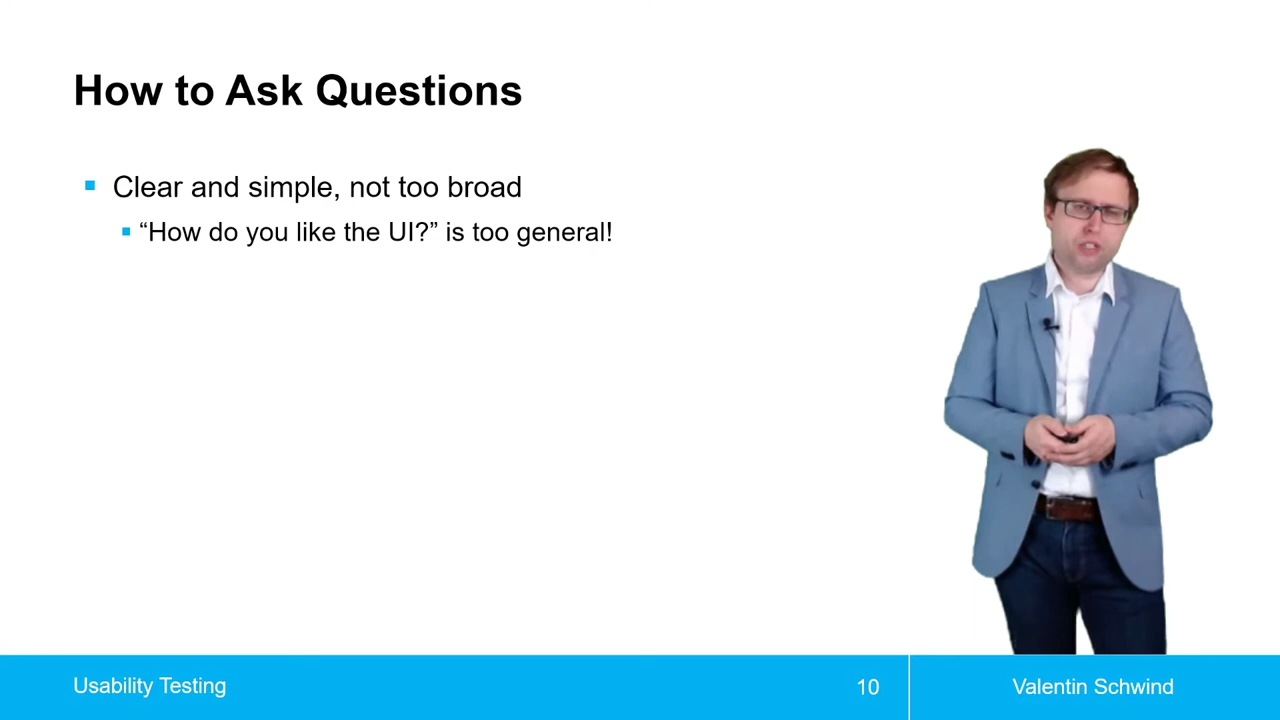 How to Ask Questions
Clear and simple, not too broad
“How do you like the UI?” is too general!
Usability Testing
10
Valentin Schwind